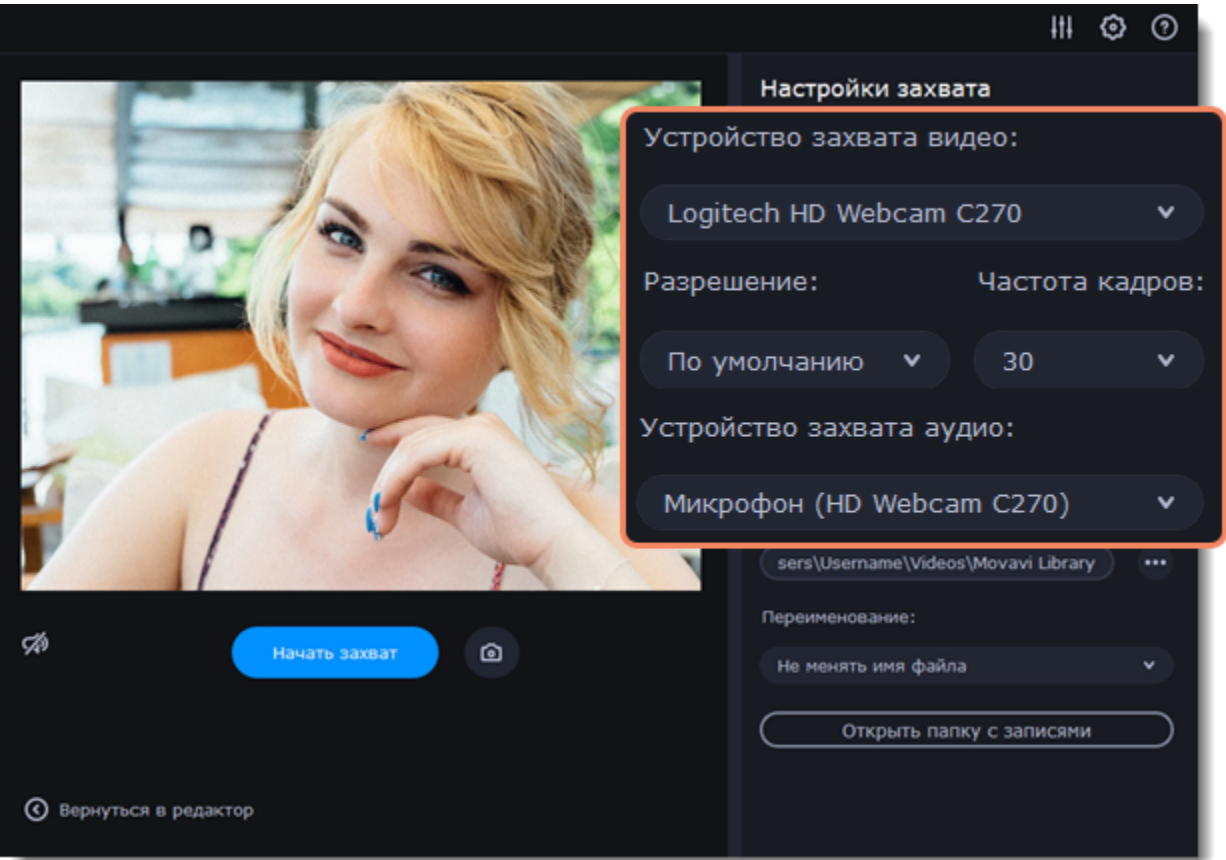 Настройки захвата
Устройство захвата видео:
Logitech HD Webcam C270
Разрешение: Частота кадров:
По умолчанию 30
Устройство захвата аудио:
Микрофон (HD Webcam C270)
sers\Username\Videos\Movavi Library
Переименование:
Начать захват
Не менять имя файла
Открыть папку с записями
Вернуться в редактор